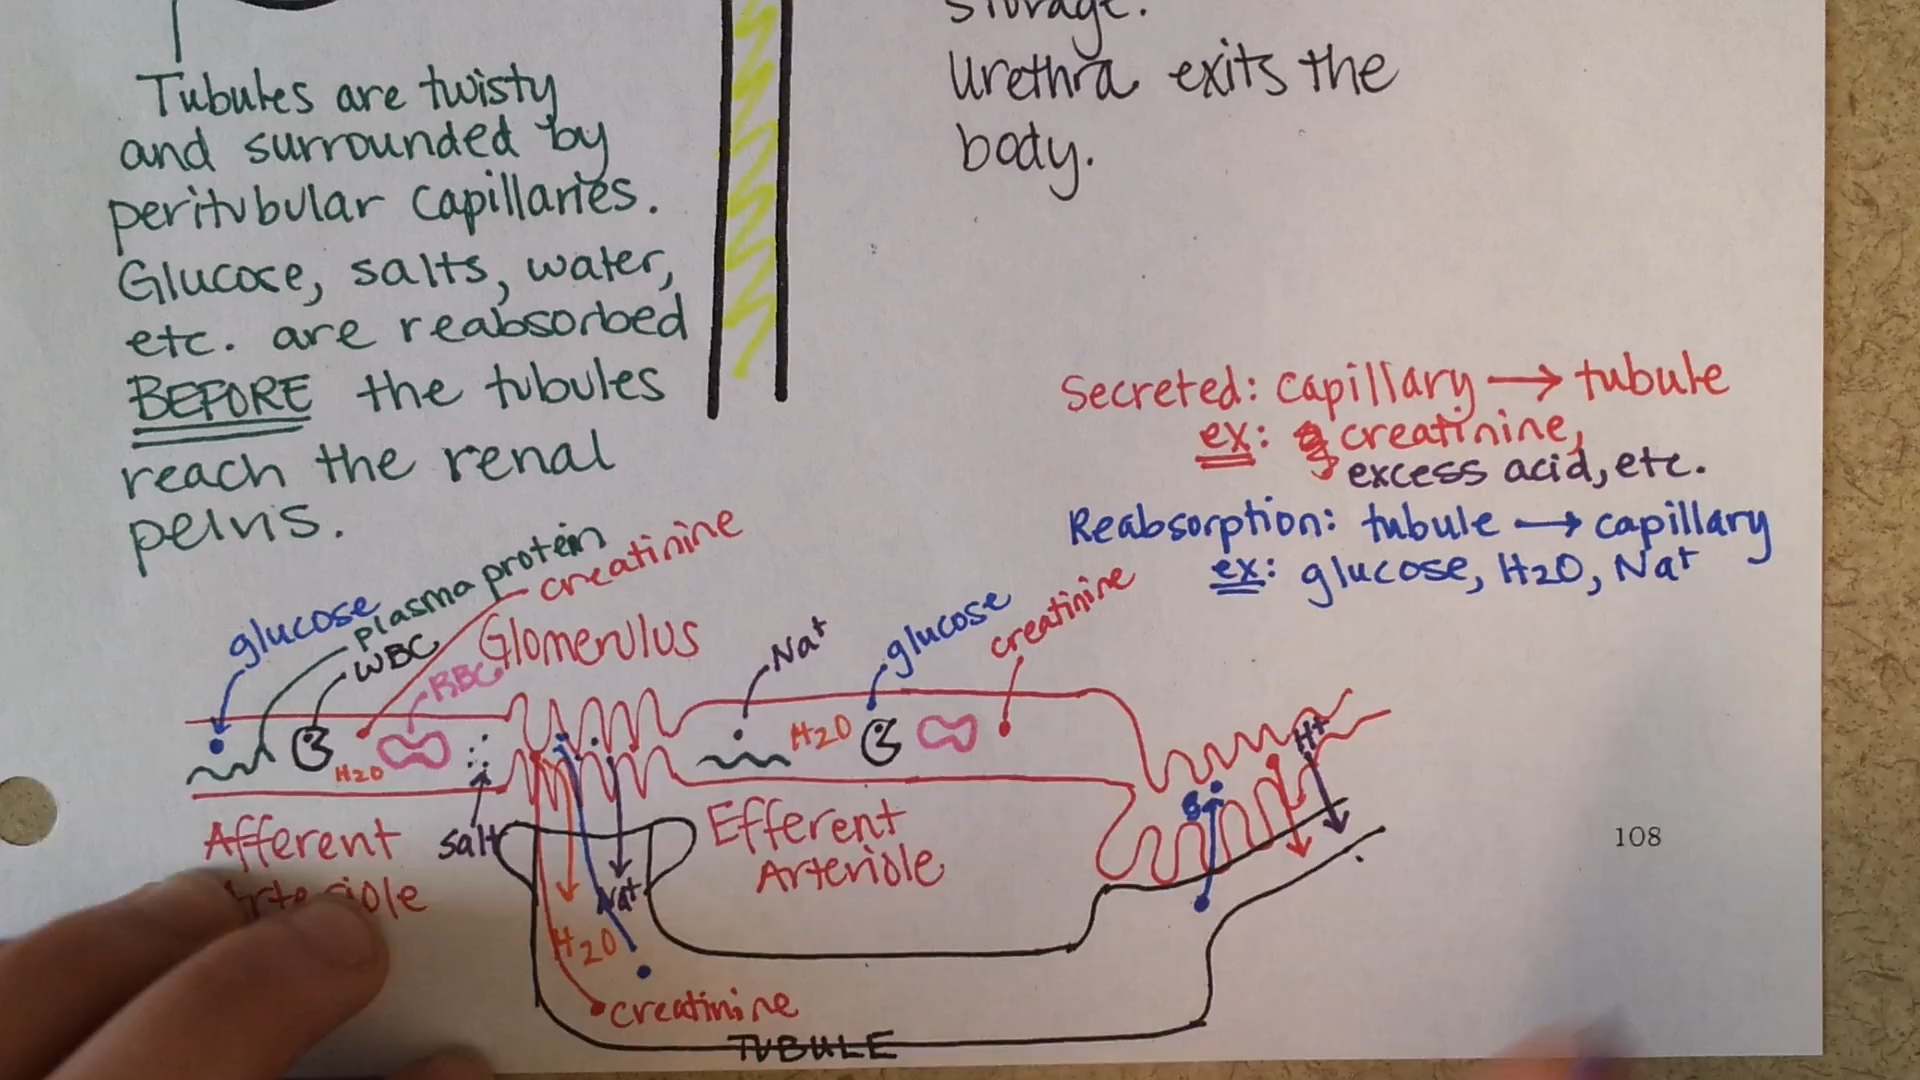 storage.
Urethra exits the
body.
Tubules are twisty
and surrounded by
peritubular capillaries.
Glucose, salts, water,
etc. are reabsorbed
BEFORE the tubules
reach the renal
pelvis.
Secreted: capillary → tubule
ex: creatinine,
excess acid, etc.
Reabsorption: tubule → capillary
ex: glucose, H2O, Na+
glucose
plasma protein
creatinine
WBC
RBC
Glomerulus
Na+
glucose
creatinine
H2O
H2O
H+
salt
Afferent
Arteriole
Efferent
Arteriole
Na+
H2O
creatinine
TUBULE
108